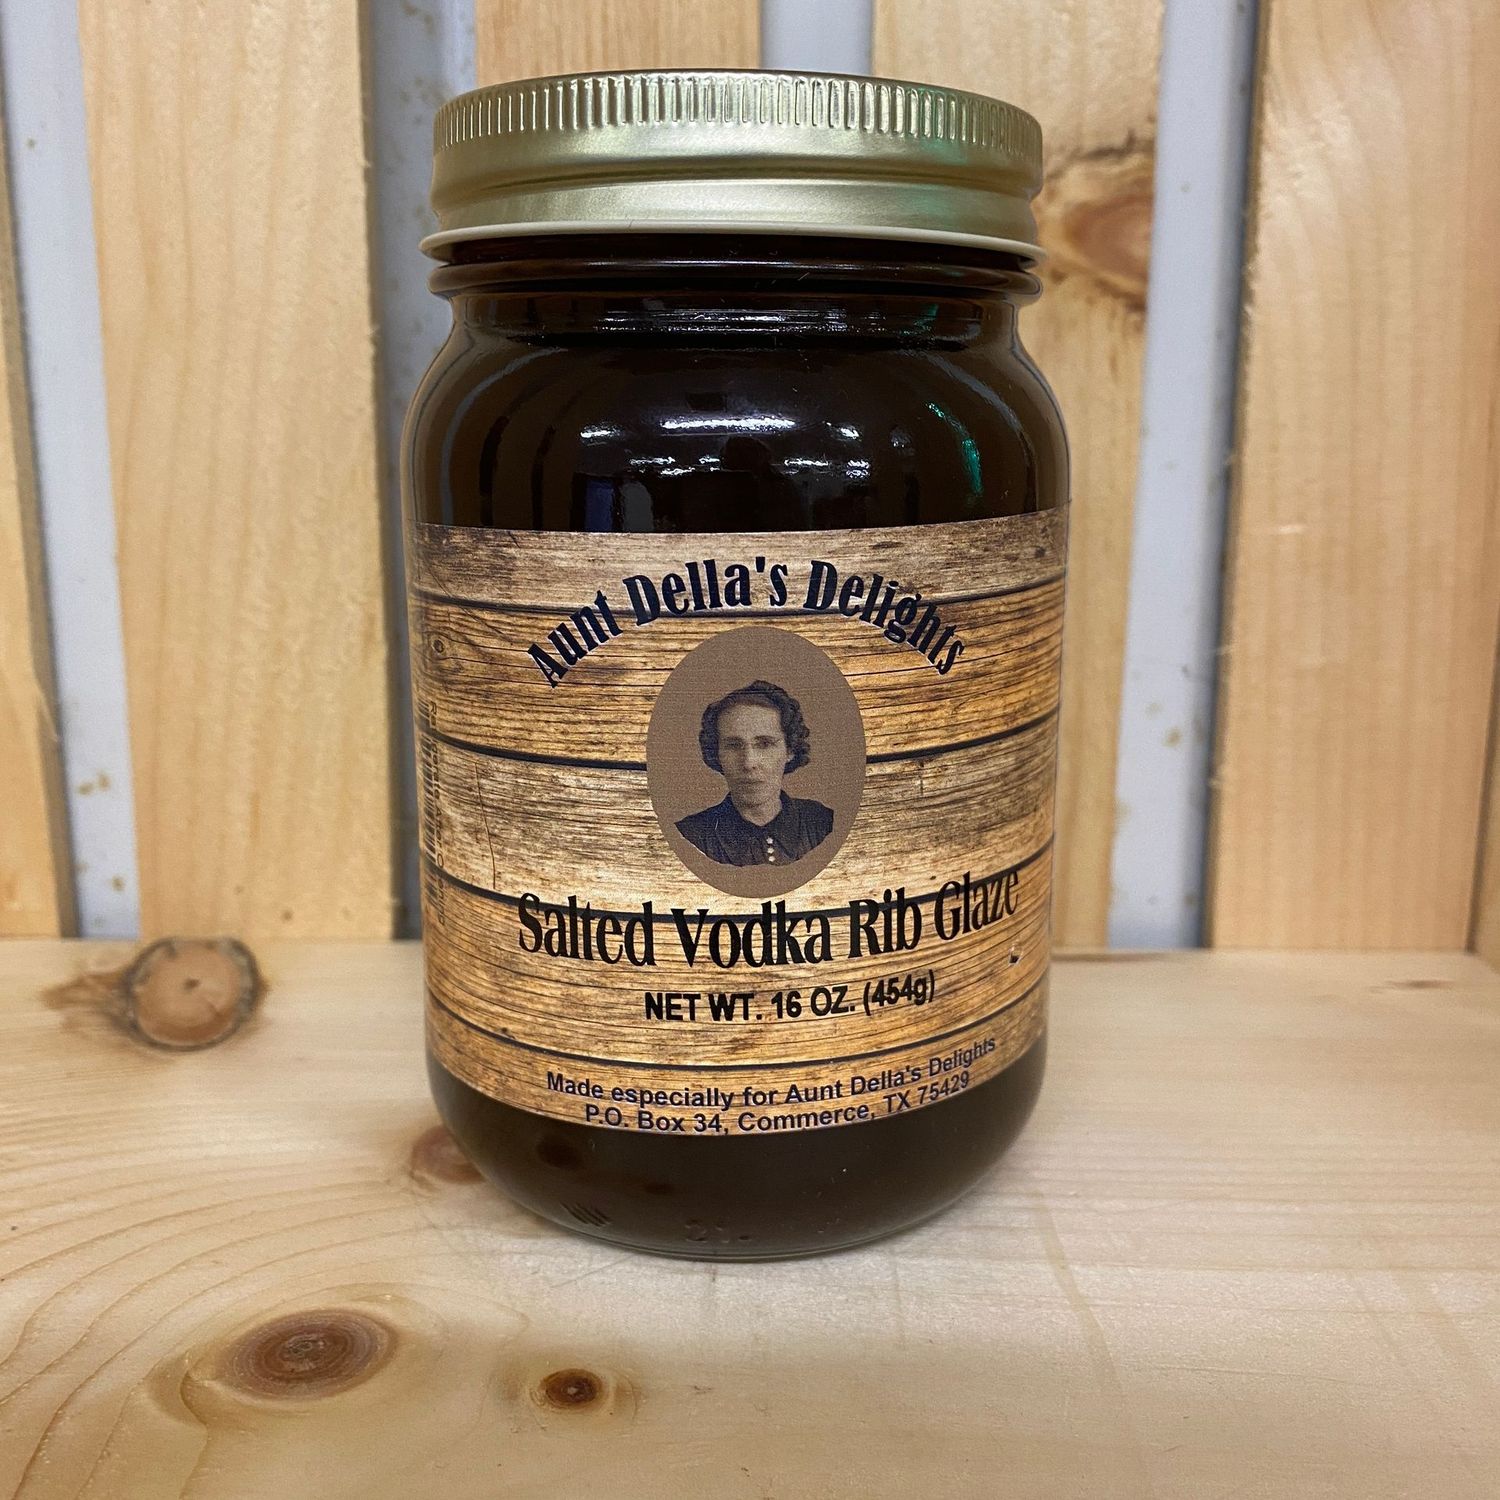 Aunt Della's Delights
Salted Vodka Rib Glaze
NET WT. 16 OZ. (454g)
Made especially for Aunt Della's Delights
P.O. Box 34, Commerce, TX 75429